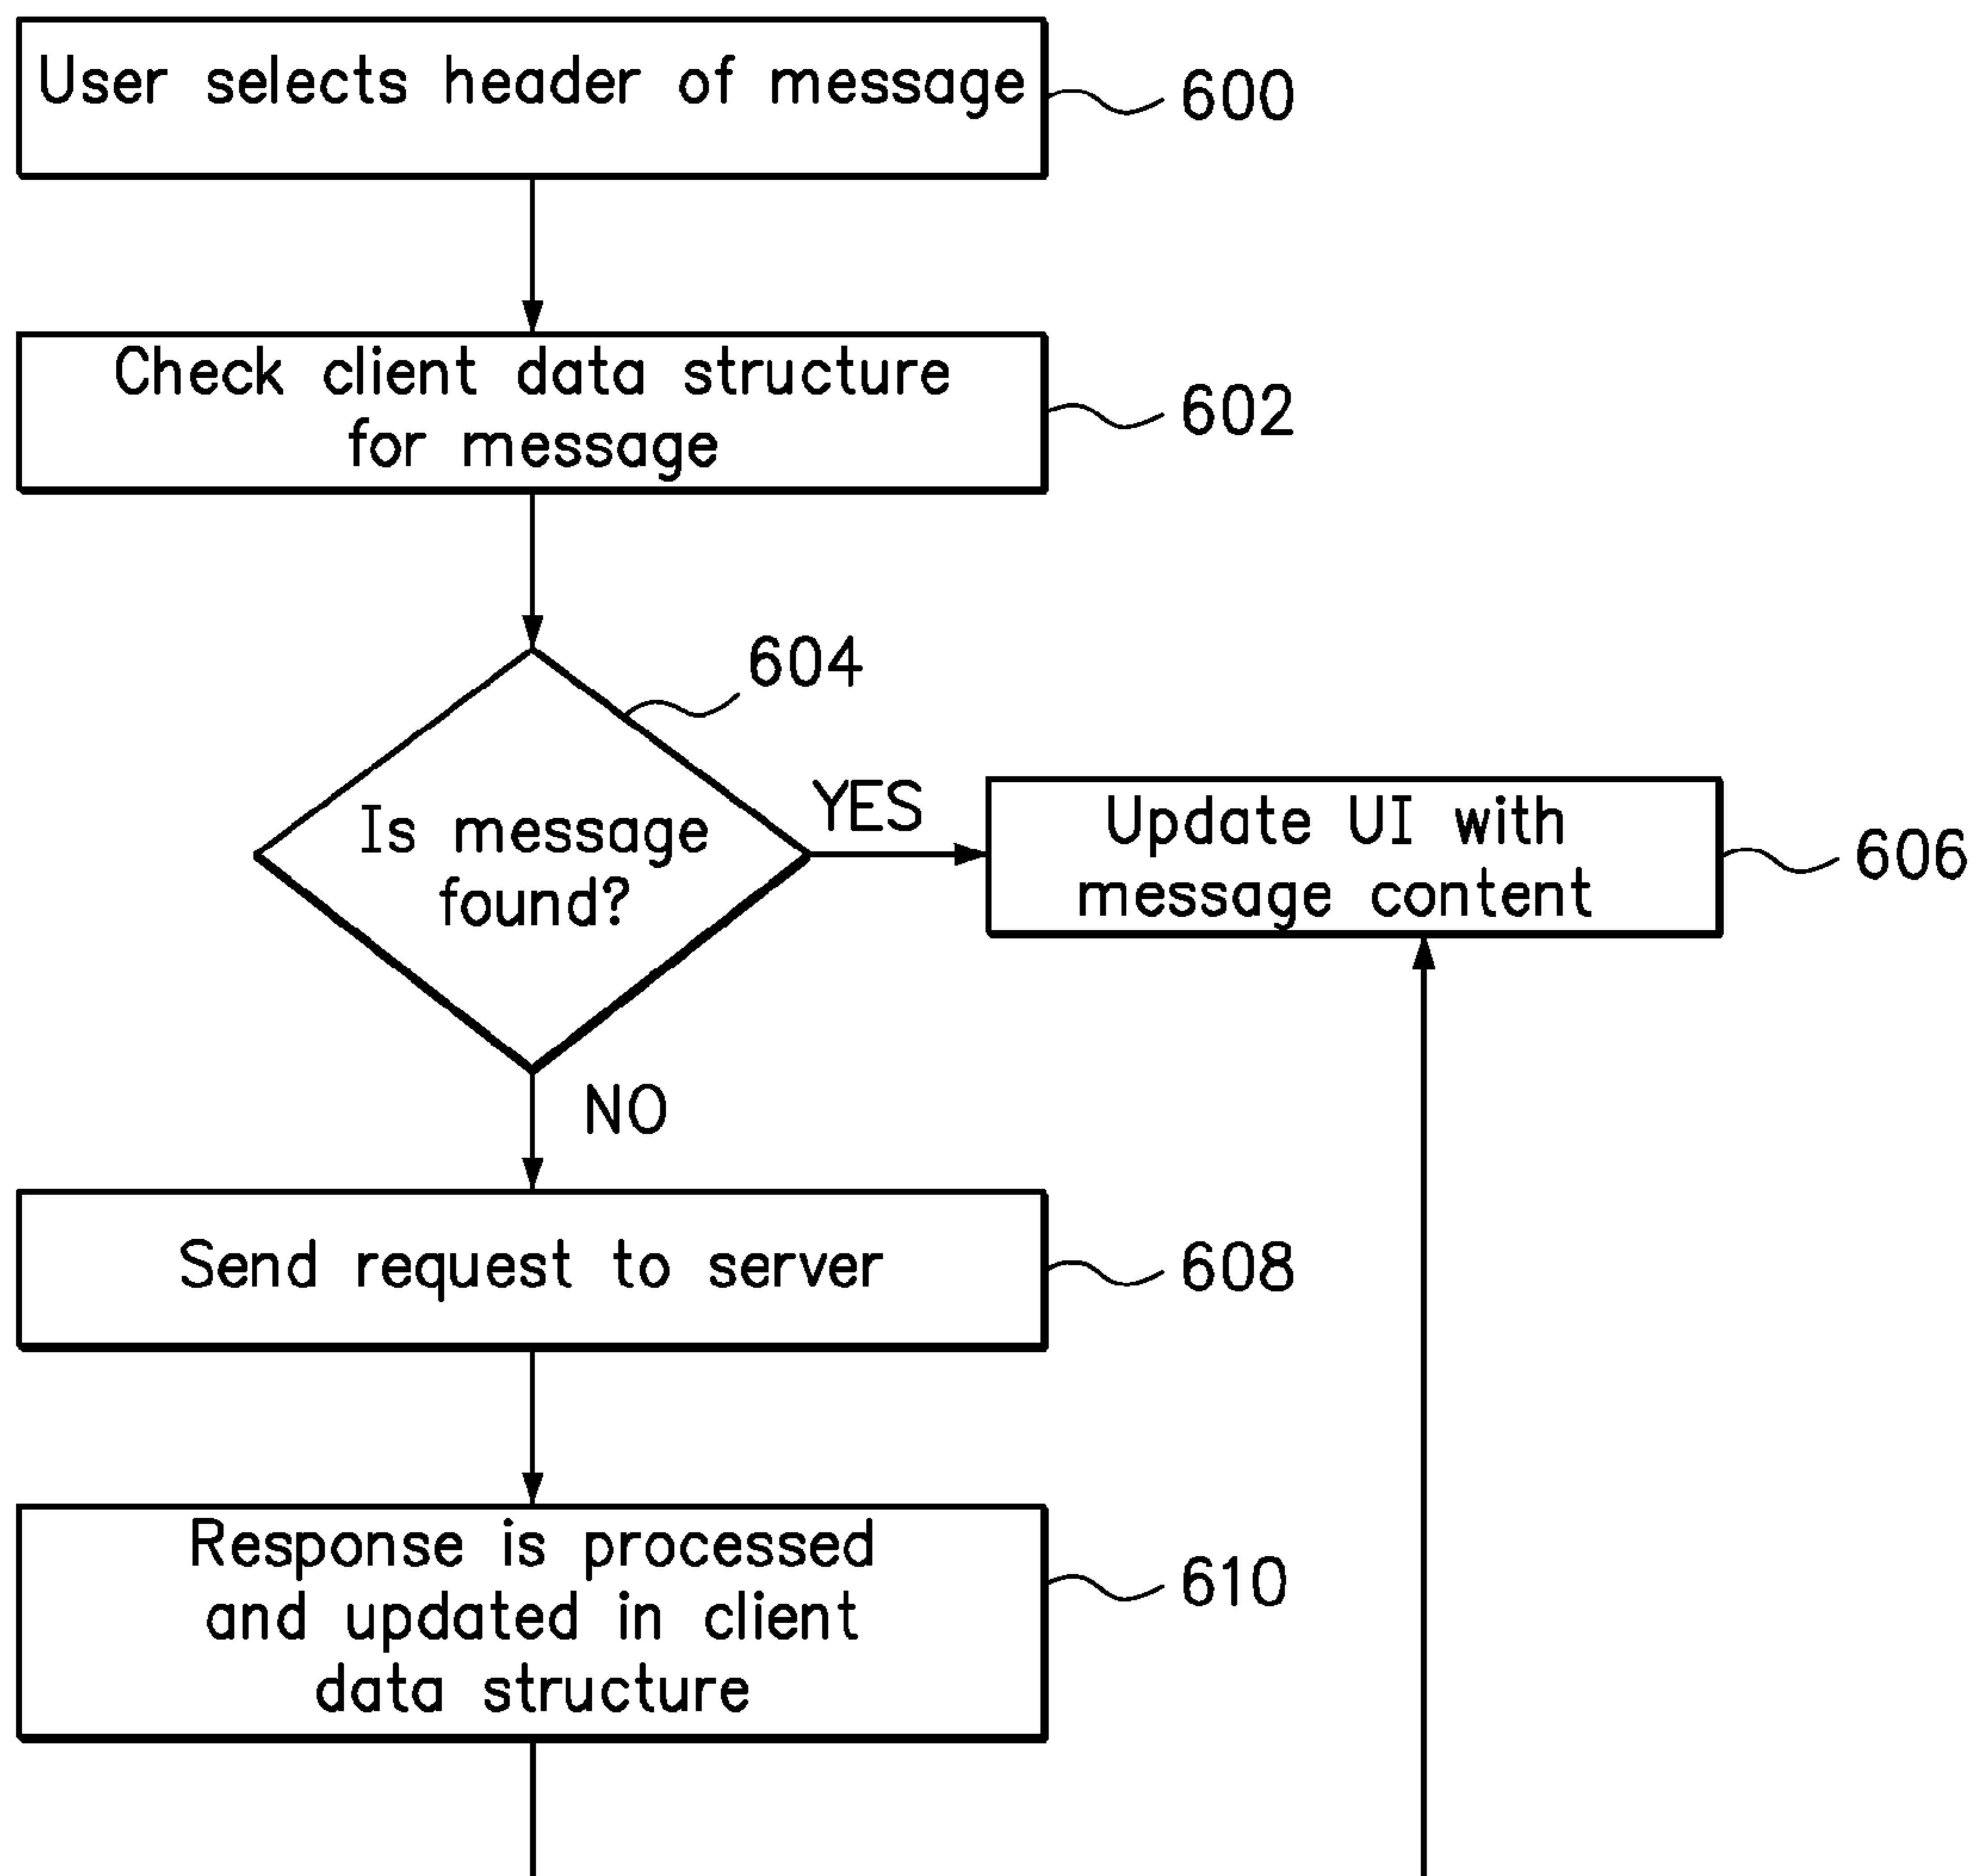 User selects header of message
600
Check client data structure
for message
602
604
Is message
found?
YES
Update UI with
message content
606
NO
Send request to server
608
Response is processed
and updated in client
data structure
610